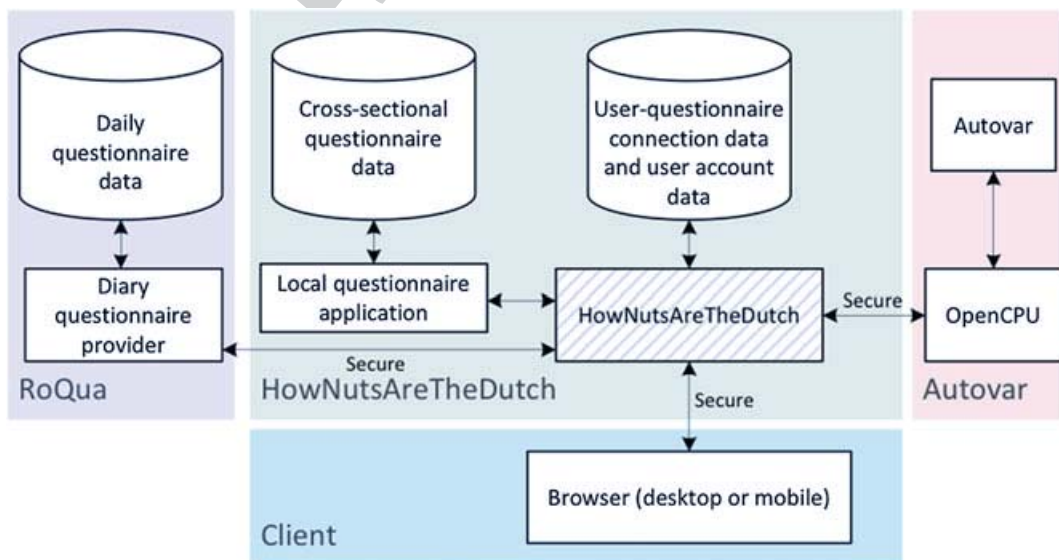 Daily
questionnaire
data
Cross-sectional
questionnaire
data
User-questionnaire
connection data
and user account
data
Autovar
Diary
questionnaire
provider
Local questionnaire
application
HowNutsAreTheDutch
Secure
OpenCPU
Secure
RoQua
HowNutsAreTheDutch
Secure
Autovar
Browser (desktop or mobile)
Client